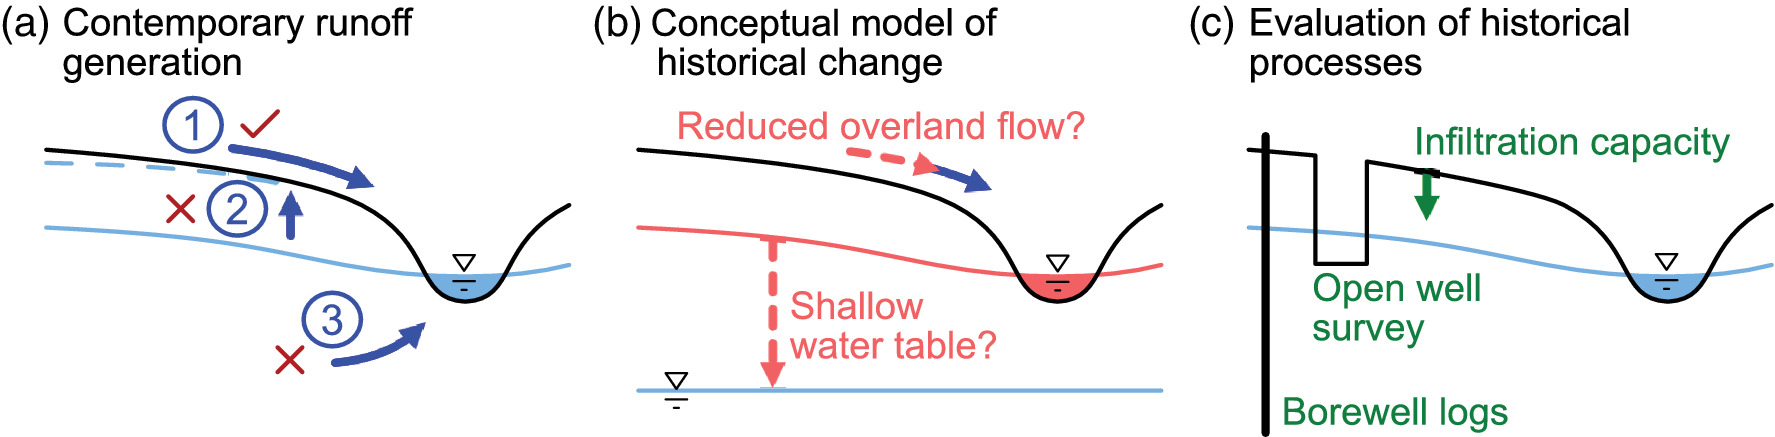 (a) Contemporary runoff
generation
1
2
3
(b) Conceptual model of
historical change
Reduced overland flow?
Shallow
water table?
(c) Evaluation of historical
processes
Infiltration capacity
Open well
survey
Borewell logs